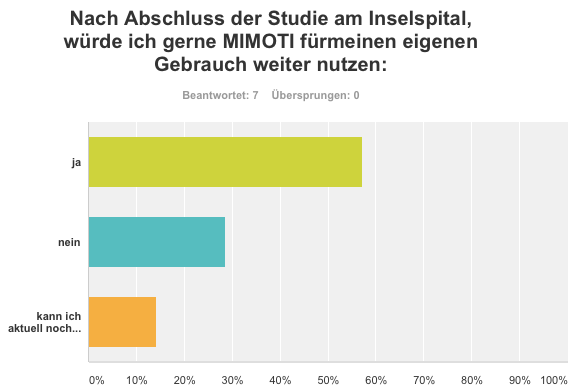 Nach Abschluss der Studie am Inselspital,
würde ich gerne MIMOTI fürmeinen eigenen
Gebrauch weiter nutzen:
Beantwortet: 7 Übersprungen: 0
ja
nein
kann ich
aktuell noch...
0% 10% 20% 30% 40% 50% 60% 70% 80% 90% 100%